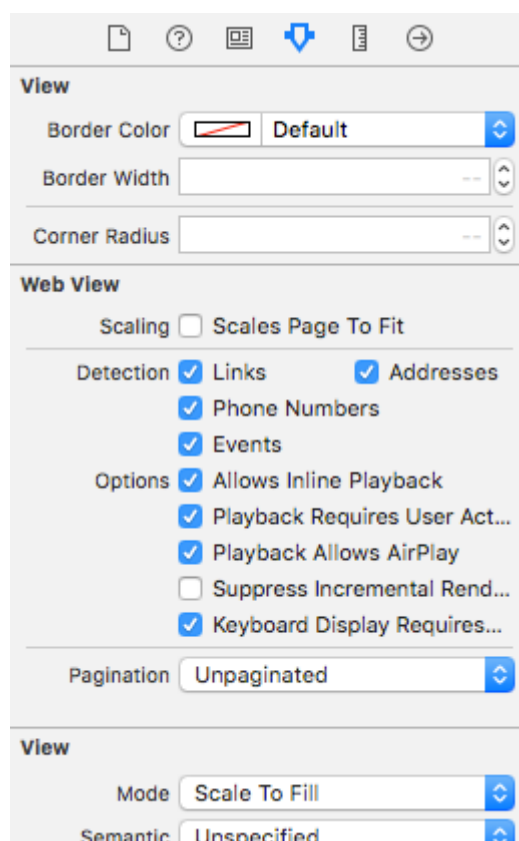 View
Border Color Default
Border Width --
Corner Radius --
Web View
Scaling Scales Page To Fit
Detection Links Addresses
Phone Numbers
Events
Options Allows Inline Playback
Playback Requires User Act...
Playback Allows AirPlay
Suppress Incremental Rend...
Keyboard Display Requires...
Pagination Unpaginated
View
Mode Scale To Fill
Semantic Unspecified